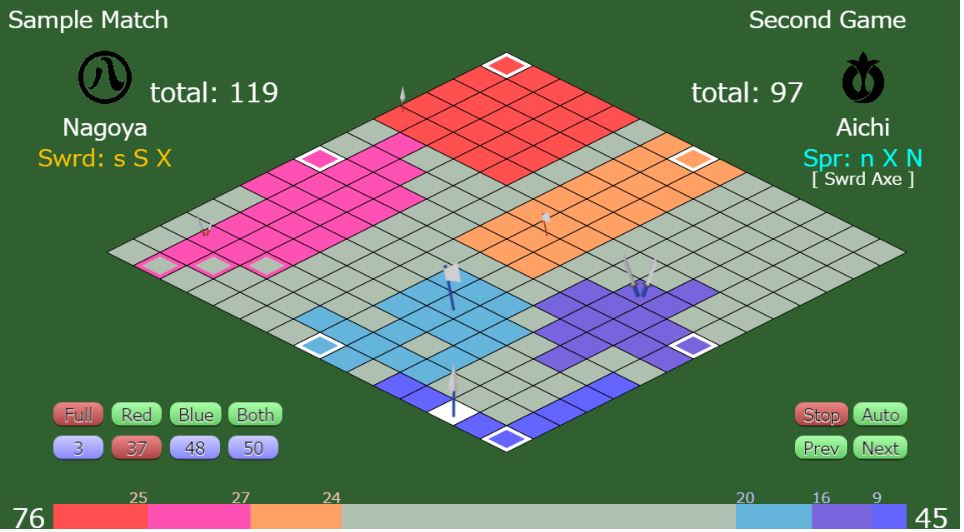 Sample Match
Second Game
total: 119
total: 97
Nagoya
Aichi
Swrd: s S X
Spr: n X N
[ Swrd Axe ]
Full Red Blue Both
Stop Auto
3 37 48 50
Prev Next
25 27 24 20 16 9
76 45